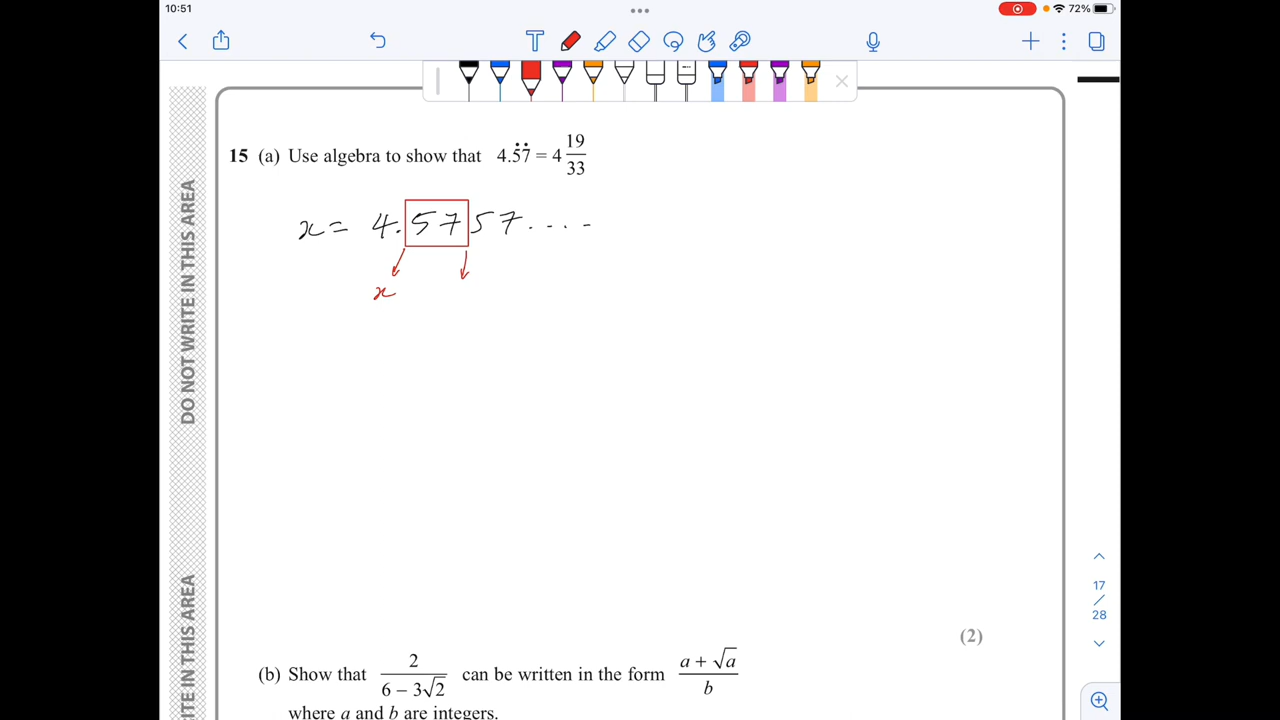 10:51
72%
DO NOT WRITE IN THIS AREA
15 (a) Use algebra to show that 4.5̇7̇ = 4 19/33
x = 4.5757....
x
(2)
17
/
28
(b) Show that 2/(6 − 3√2) can be written in the form (a + √a)/b
where a and b are integers.
ITE IN THIS AREA